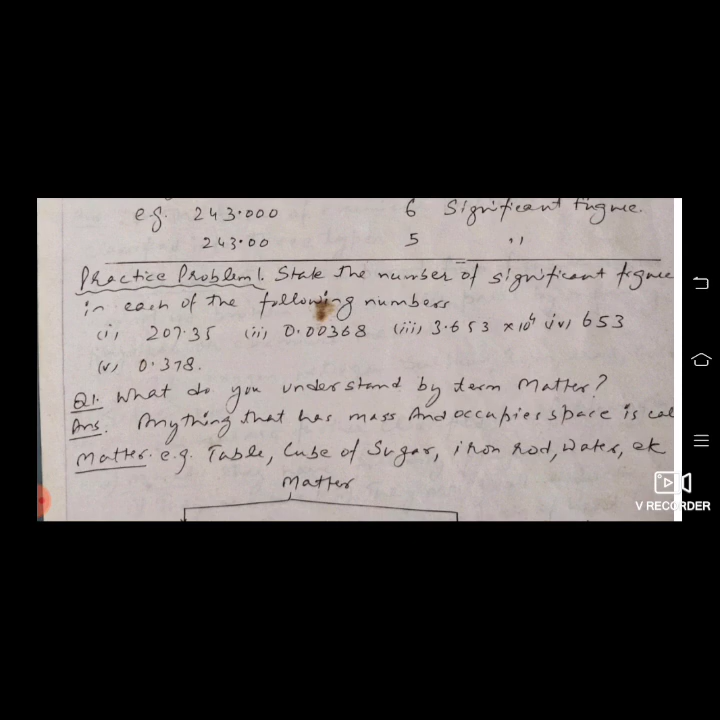 e.g. 243.000 6 Significant Figure.
243.00 5 ''
Practice Problem 1. State the number of significant figure
in each of the following numbers
(i) 207.35 (ii) 0.00368 (iii) 3.653 ×10⁴ (iv) 653
(v) 0.378.
Q1. What do you understand by term Matter?
Ans. Anything that has mass And occupies space is cal
Matter. e.g. Table, Cube of Sugar, iron rod, water, etc
Matter
V RECORDER